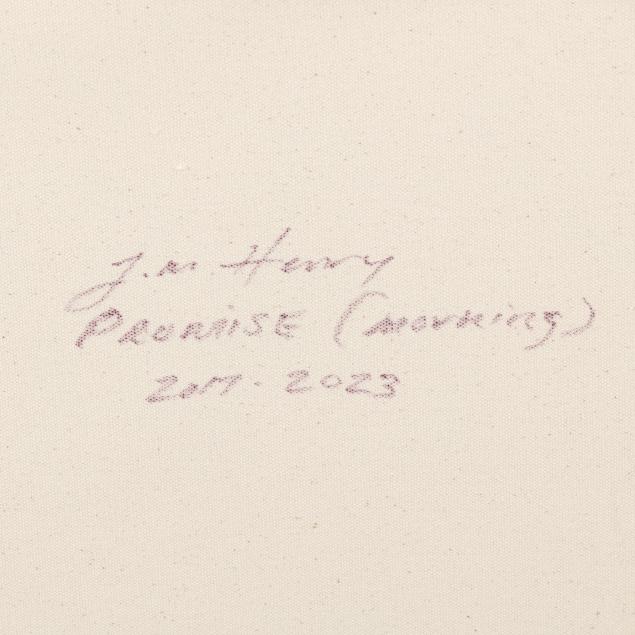 J.M. Henry
PROMISE (morning)
2017-2023